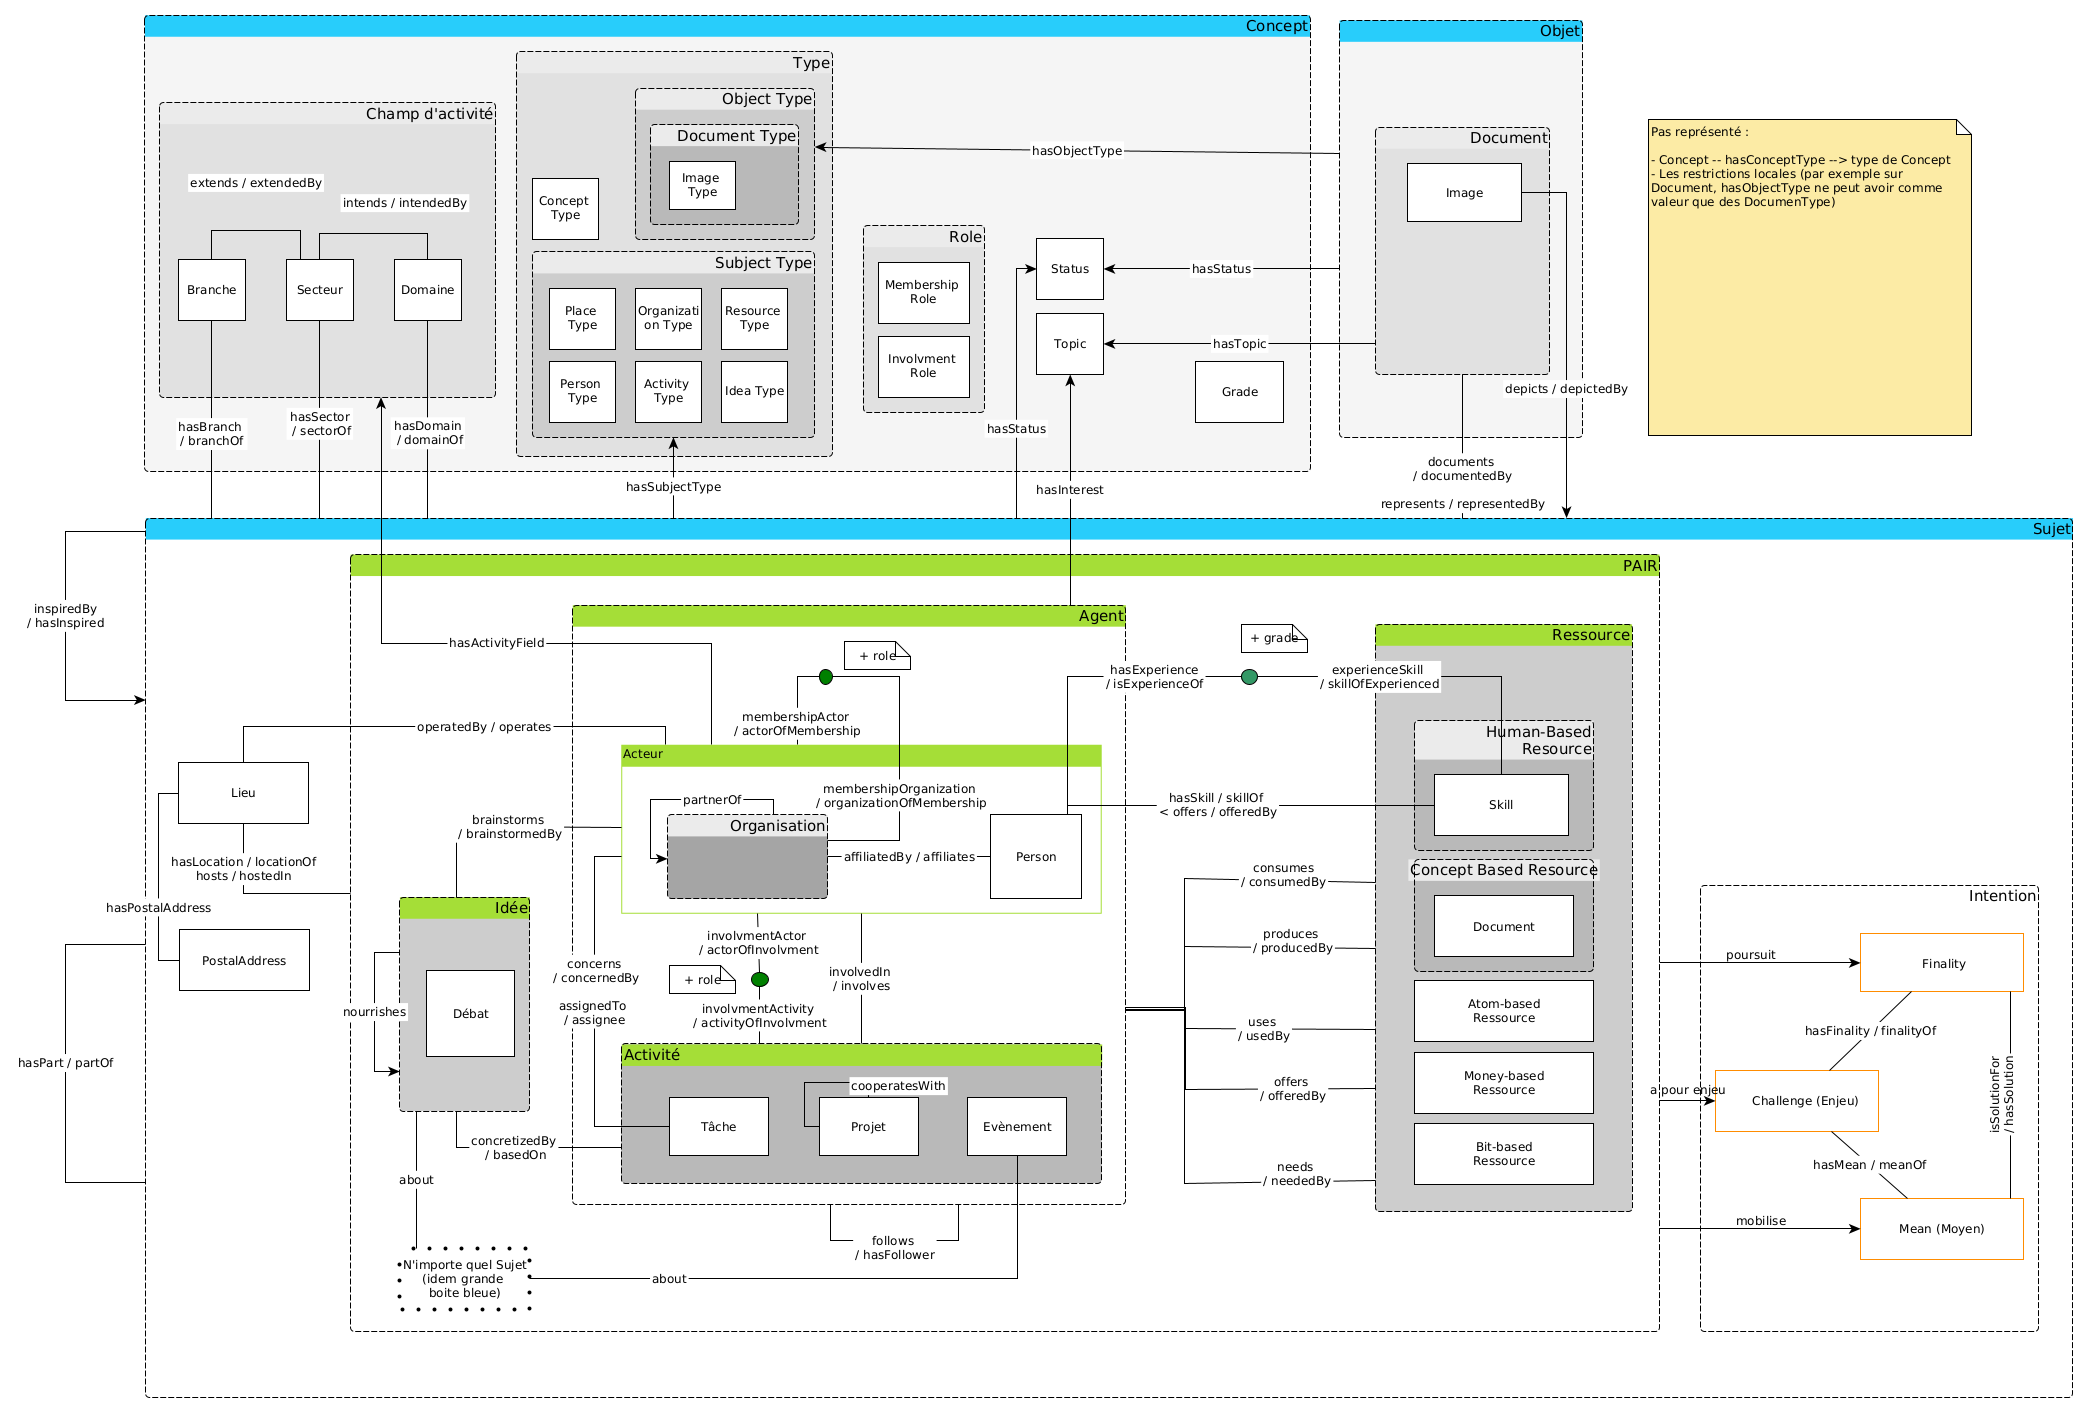 Concept
Objet
Type
Object Type
Champ d'activité
Document Type
Document
Image
Type
Image
hasObjectType
Pas représenté :
- Concept -- hasConceptType --> type de Concept
- Les restrictions locales (par exemple sur
Document, hasObjectType ne peut avoir comme
valeur que des DocumenType)
extends / extendedBy
intends / intendedBy
Concept
Type
Role
Subject Type
Branche
Secteur
Domaine
Place
Type
Organizati
on Type
Resource
Type
Membership
Role
Status
hasStatus
Person
Type
Activity
Type
Idea Type
Involvment
Role
Topic
hasTopic
Grade
depicts / depictedBy
hasBranch
/ branchOf
hasSector
/ sectorOf
hasDomain
/ domainOf
hasStatus
hasSubjectType
hasInterest
documents
/ documentedBy
represents / representedBy
Sujet
PAIR
inspiredBy
/ hasInspired
Agent
Ressource
hasActivityField
+ role
+ grade
hasExperience
/ isExperienceOf
experienceSkill
/ skillOfExperienced
membershipActor
/ actorOfMembership
operatedBy / operates
Human-Based
Resource
Acteur
Lieu
partnerOf
membershipOrganization
/ organizationOfMembership
hasSkill / skillOf
< offers / offeredBy
Skill
brainstorms
/ brainstormedBy
Organisation
affiliatedBy / affiliates
Person
hasLocation / locationOf
hosts / hostedIn
consumes
/ consumedBy
Concept Based Resource
Document
hasPostalAddress
Idée
PostalAddress
involvmentActor
/ actorOfInvolvment
concerns
/ concernedBy
+ role
involvedIn
/ involves
produces
/ producedBy
Intention
poursuit
Finality
nourrishes
Débat
assignedTo
/ assignee
involvmentActivity
/ activityOfInvolvment
uses
/ usedBy
Atom-based
Ressource
hasFinality / finalityOf
hasPart / partOf
Activité
cooperatesWith
Tâche
Projet
Evènement
offers
/ offeredBy
Money-based
Ressource
a pour enjeu
Challenge (Enjeu)
isSolutionFor
/ hasSolution
concretizedBy
/ basedOn
Bit-based
Ressource
needs
/ neededBy
hasMean / meanOf
about
mobilise
Mean (Moyen)
follows
/ hasFollower
N'importe quel Sujet
(idem grande
boite bleue)
about